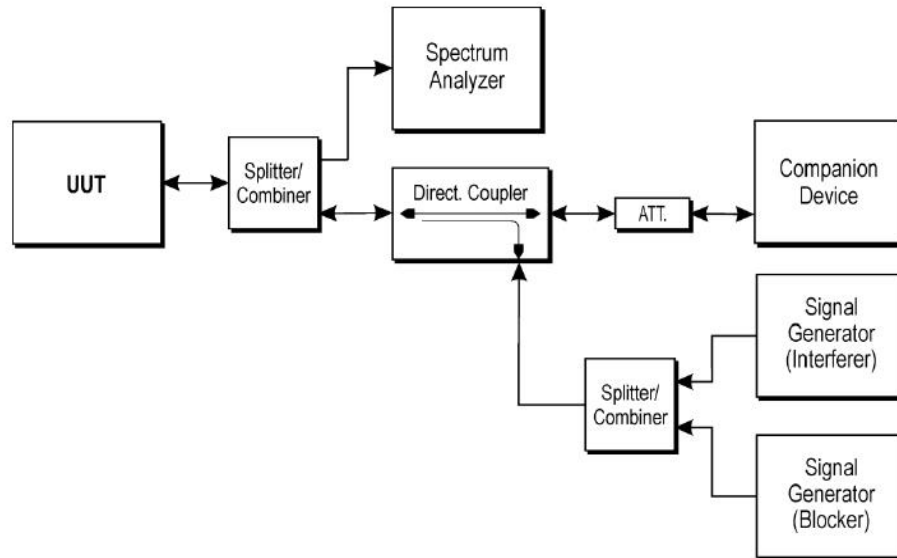 Spectrum
Analyzer
UUT
Splitter/
Combiner
Direct. Coupler
ATT.
Companion
Device
Signal
Generator
(Interferer)
Splitter/
Combiner
Signal
Generator
(Blocker)